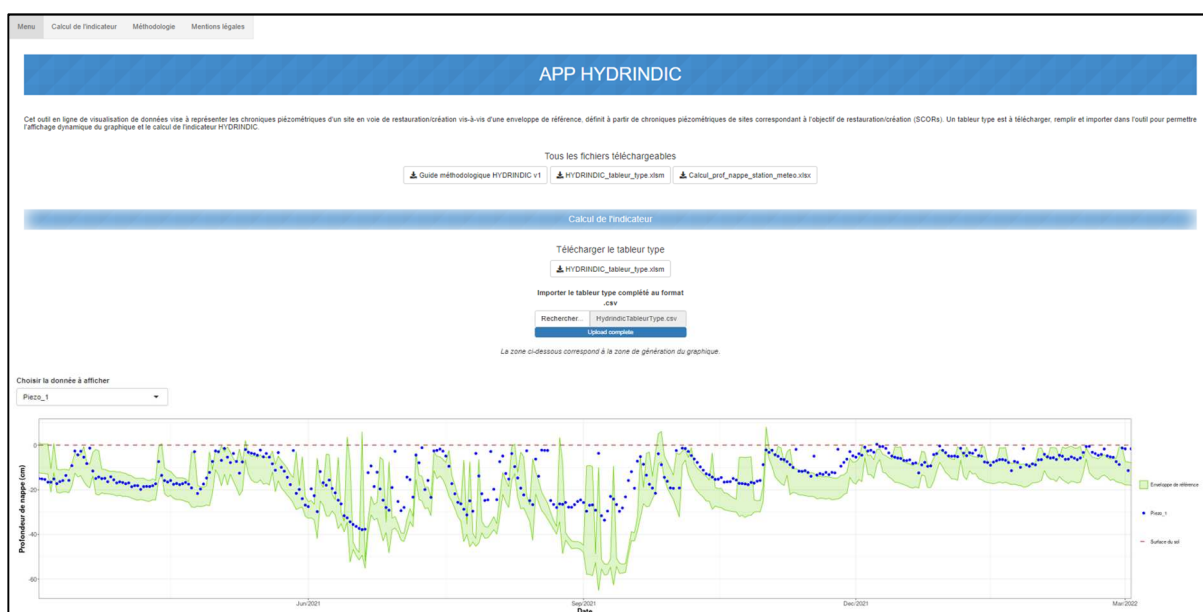 Menu Calcul de l'indicateur Méthodologie Mentions légales
APP HYDRINDIC
Cet outil en ligne de visualisation de données vise à représenter les chroniques piézométriques d'un site en voie de restauration/création vis-à-vis d'une enveloppe de référence, définit à partir de chroniques piézométriques de sites correspondant à l'objectif de restauration/création (SCORs). Un tableur type est à télécharger, remplir et importer dans l'outil pour permettre
l'affichage dynamique du graphique et le calcul de l'indicateur HYDRINDIC.
Tous les fichiers téléchargeables
Guide méthodologique HYDRINDIC v1 HYDRINDIC_tableur_type.xlsm Calcul_prof_nappe_station_meteo.xlsx
Calcul de l'indicateur
Télécharger le tableur type
HYDRINDIC_tableur_type.xlsm
Importer le tableur type complété au format
.csv
Rechercher... HydrindicTableurType.csv
Upload complete
La zone ci-dessous correspond à la zone de génération du graphique.
Choisir la donnée à afficher
Piezo_1
Profondeur de nappe (cm)
0
-20
-40
-60
Enveloppe de référence
Piezo_1
Surface du sol
Jun/2021 Sep/2021 Dec/2021 Mar/2022
Date